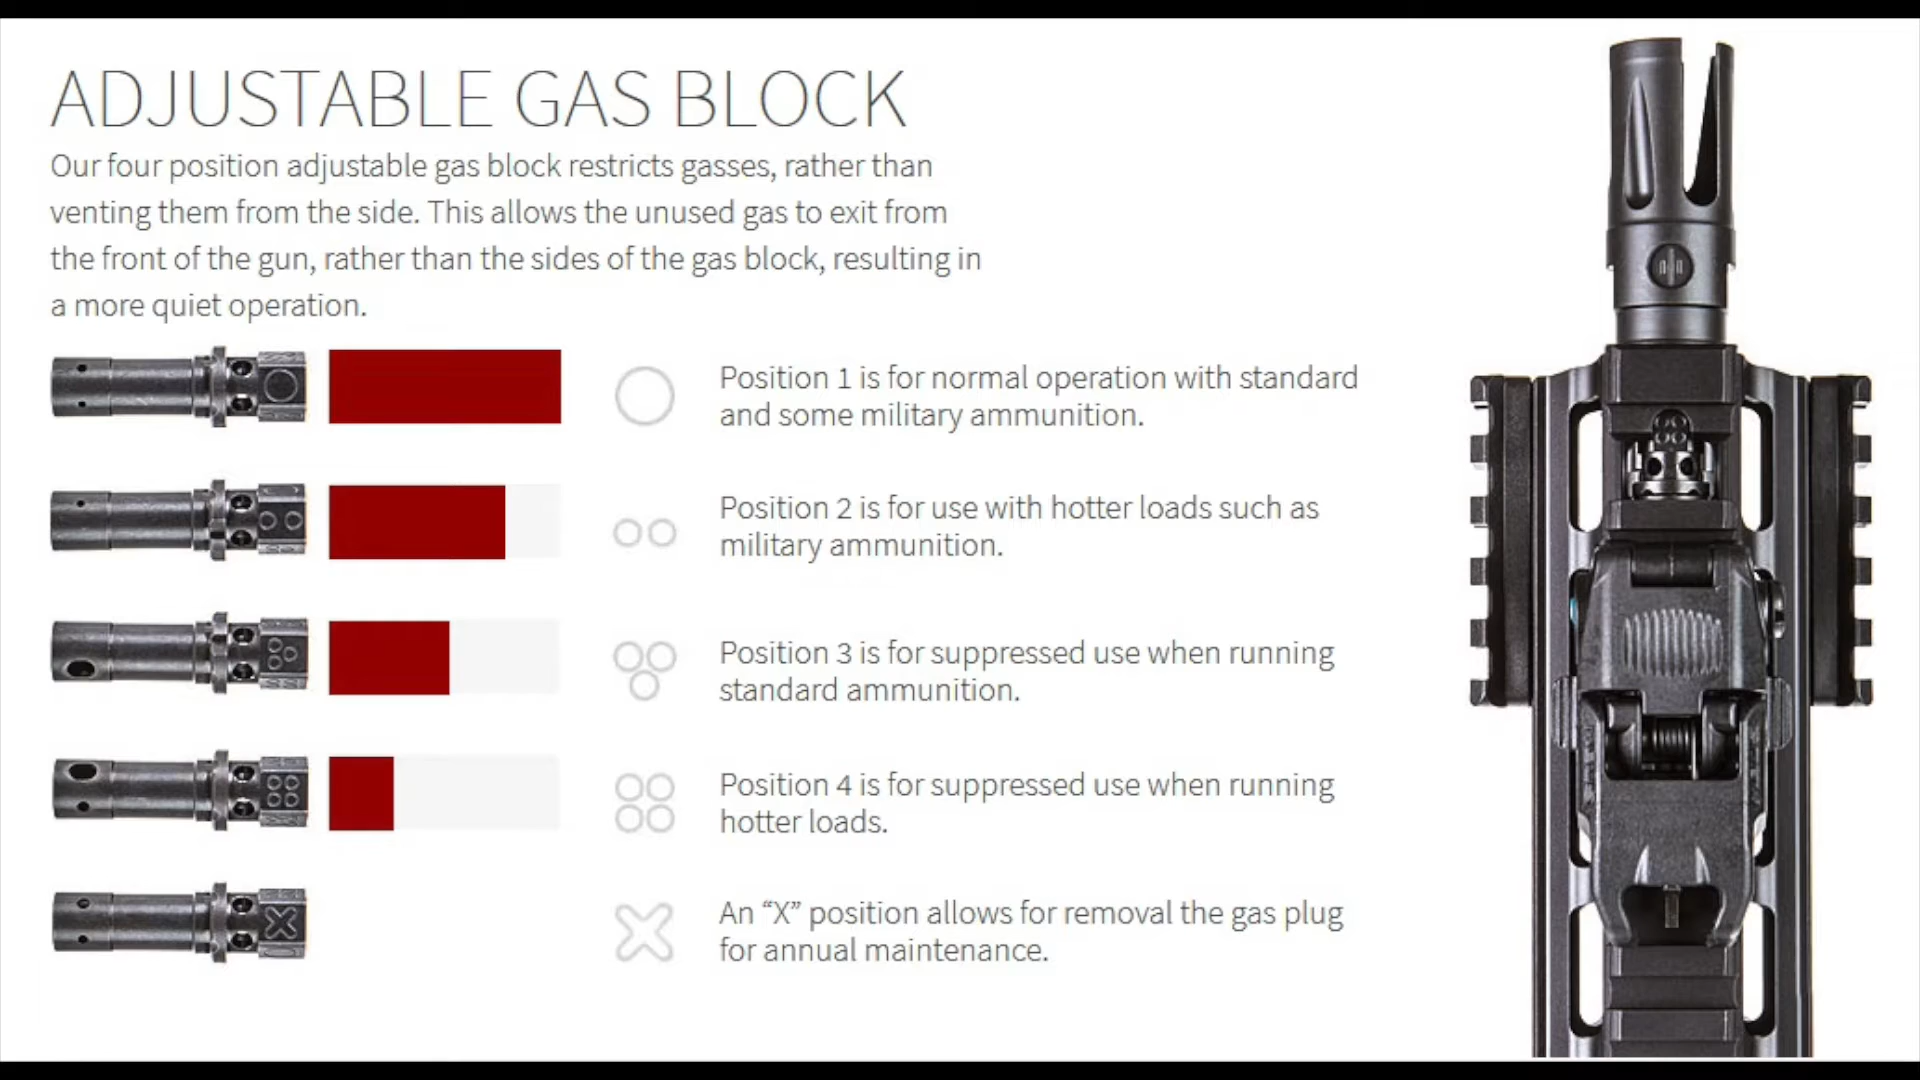 ADJUSTABLE GAS BLOCK
Our four position adjustable gas block restricts gasses, rather than
venting them from the side. This allows the unused gas to exit from
the front of the gun, rather than the sides of the gas block, resulting in
a more quiet operation.
Position 1 is for normal operation with standard
and some military ammunition.
Position 2 is for use with hotter loads such as
military ammunition.
Position 3 is for suppressed use when running
standard ammunition.
Position 4 is for suppressed use when running
hotter loads.
An “X” position allows for removal the gas plug
for annual maintenance.